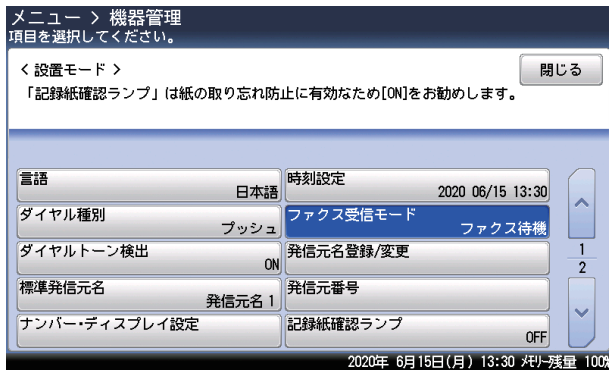 メニュー > 機器管理
項目を選択してください。
< 設置モード >
閉じる
「記録紙確認ランプ」は紙の取り忘れ防止に有効なため[ON]をお勧めします。
言語
日本語
時刻設定
2020 06/15 13:30
ダイヤル種別
プッシュ
ファクス受信モード
ファクス待機
ダイヤルトーン検出
ON
発信元名登録/変更
1
2
標準発信元名
発信元名 1
発信元番号
ナンバー・ディスプレイ設定
記録紙確認ランプ
OFF
2020年 6月15日(月) 13:30 メモリー残量 100%